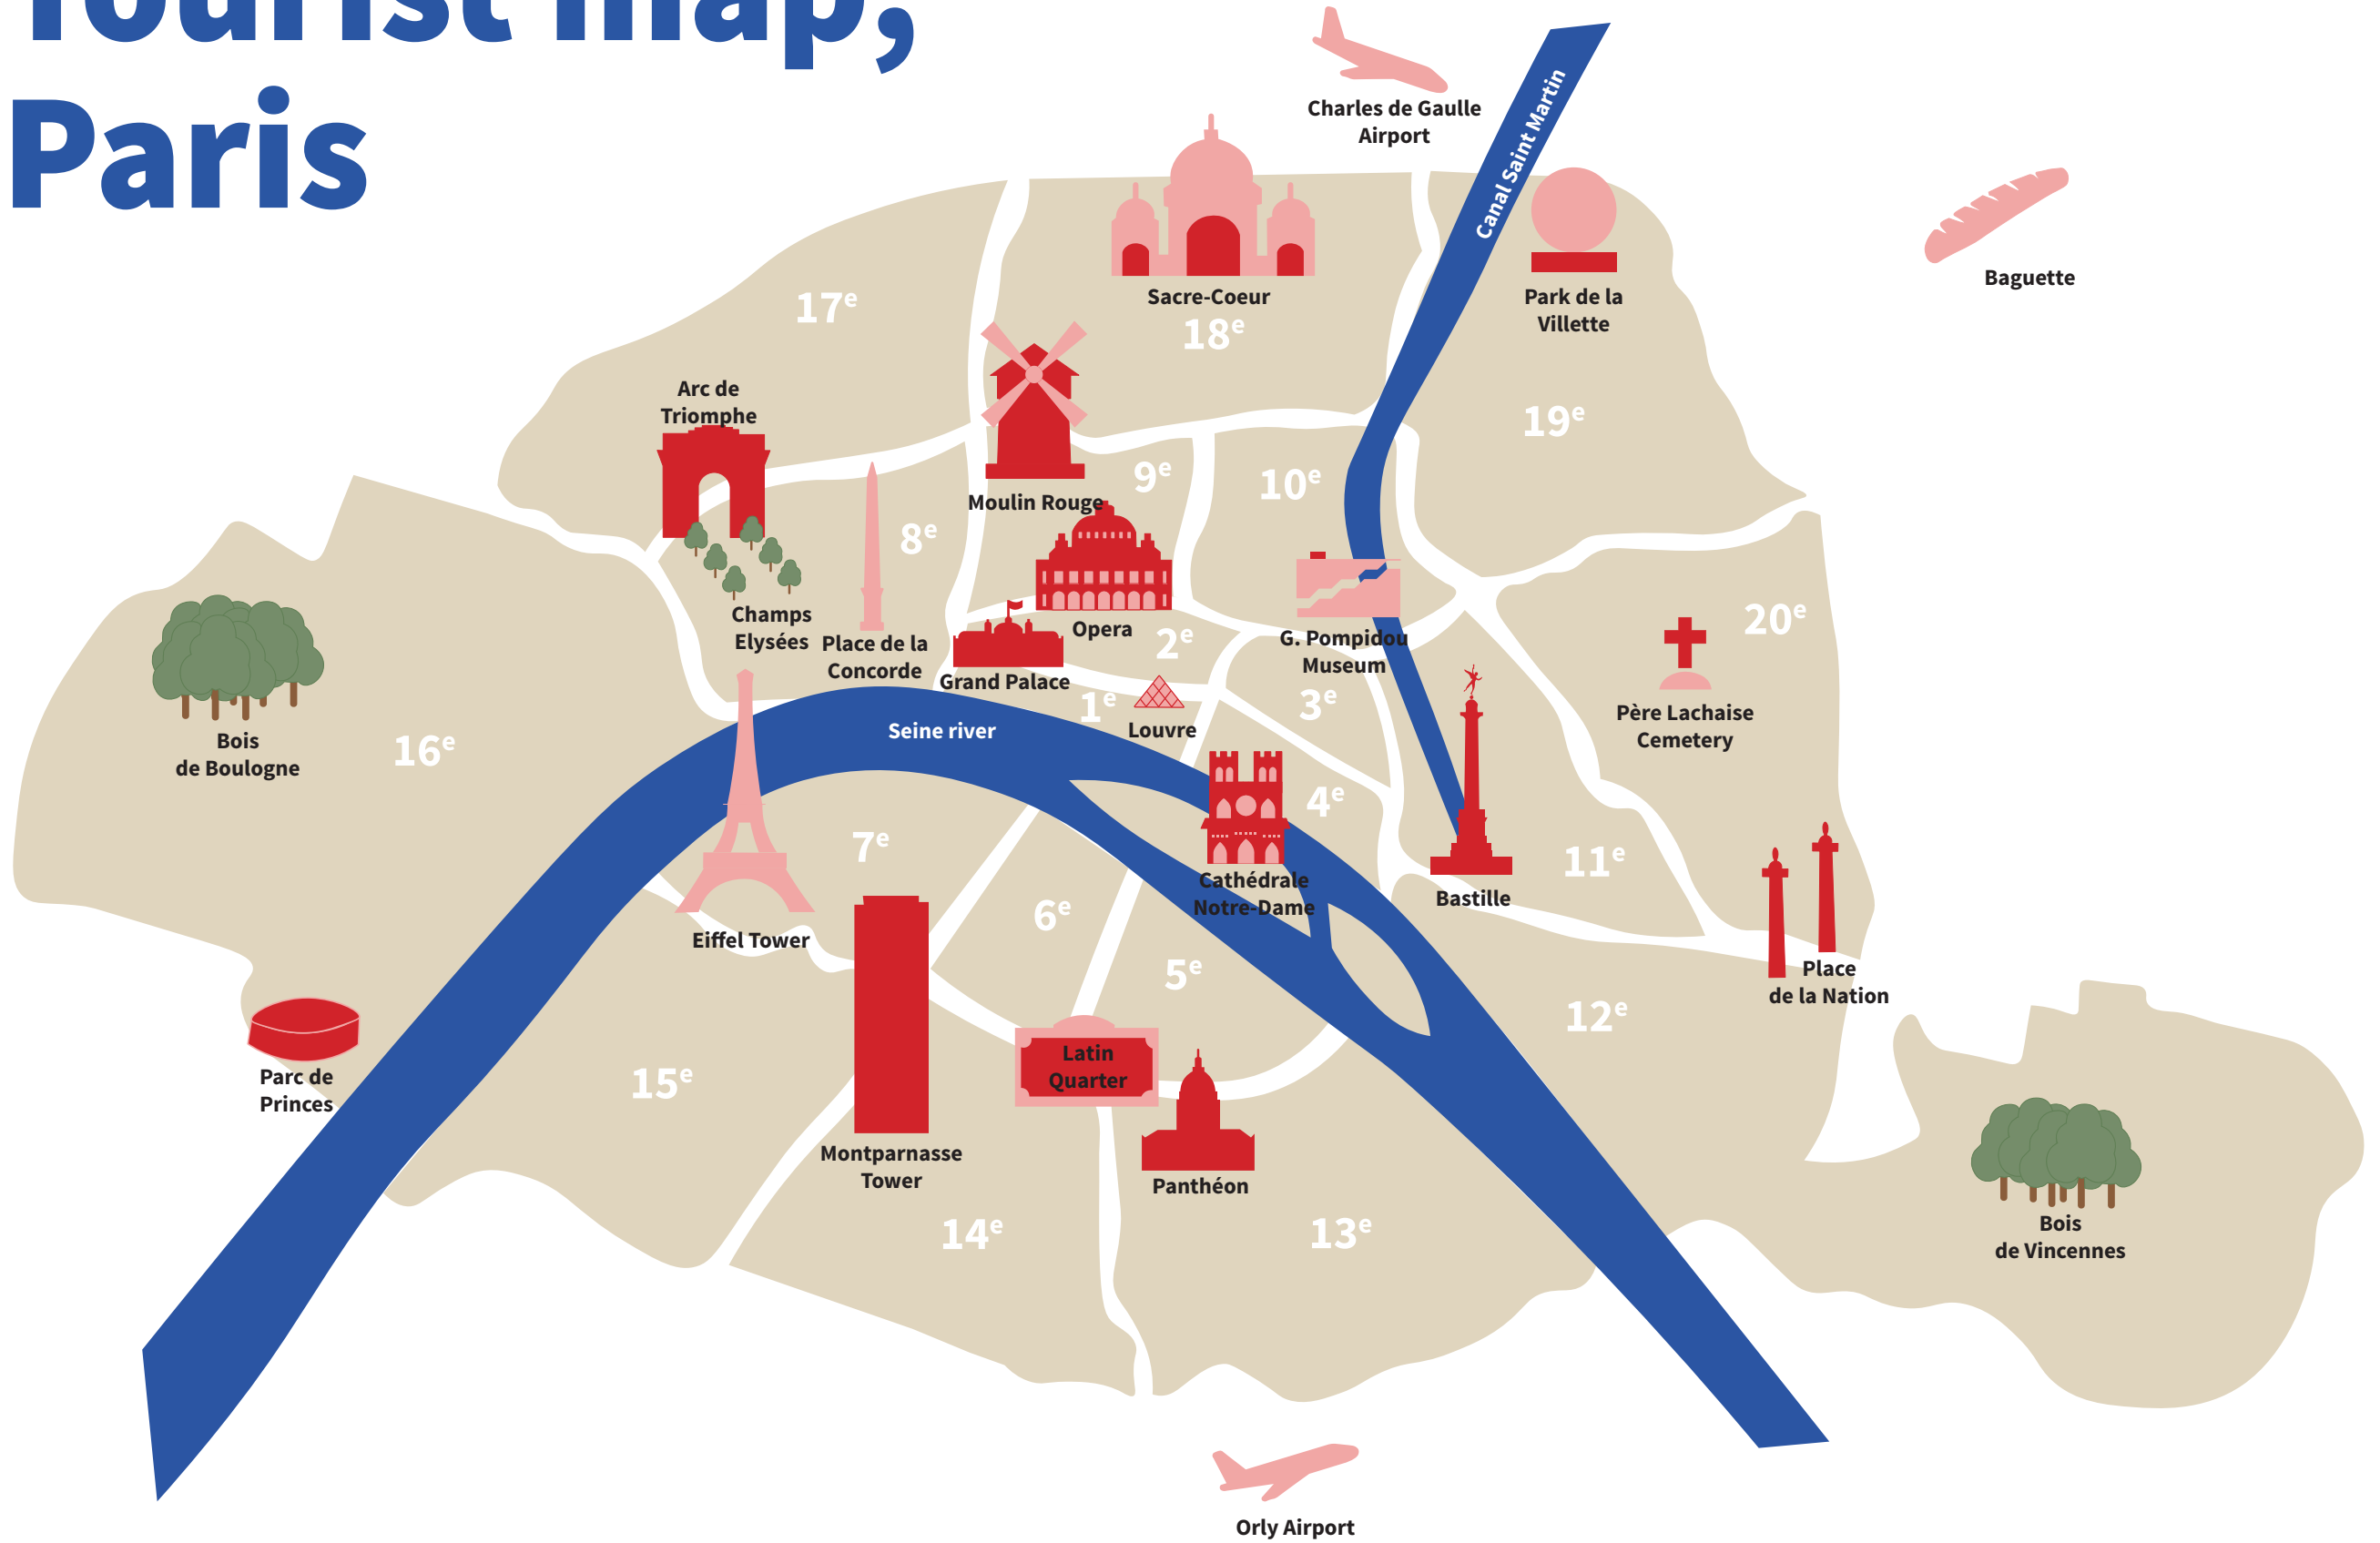 Tourist map,
Paris
Charles de Gaulle
Airport
Canal Saint Martin
Baguette
Sacre-Coeur
18e
Park de la
Villette
17e
19e
Arc de
Triomphe
Moulin Rouge
9e
10e
8e
Champs
Elysées
Place de la
Concorde
Opera
2e
Grand Palace
G. Pompidou
Museum
20e
1e
Louvre
3e
Père Lachaise
Cemetery
Seine river
Bois
de Boulogne
16e
4e
7e
11e
Cathédrale
Notre-Dame
Bastille
6e
Eiffel Tower
5e
Place
de la Nation
12e
Latin
Quarter
15e
Parc de
Princes
Montparnasse
Tower
Panthéon
14e
13e
Bois
de Vincennes
Orly Airport